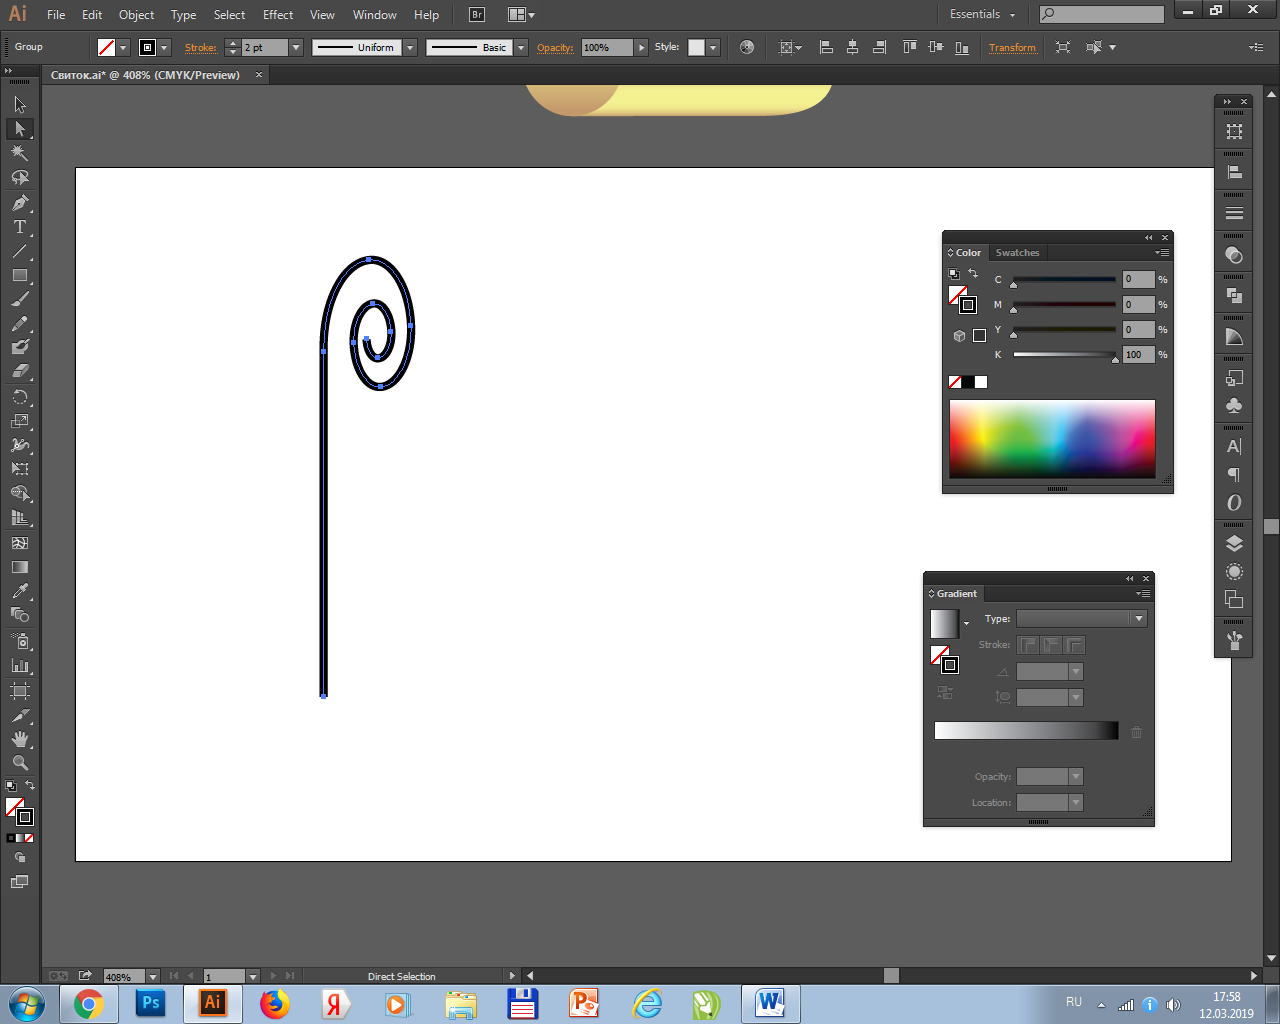 Ai File Edit Object Type Select Effect View Window Help Br Essentials
Group Stroke: 2 pt Uniform Basic Opacity: 100% Style: Transform
Свиток.ai* @ 408% (CMYK/Preview)
Color Swatches
C 0 %
M 0 %
Y 0 %
K 100 %
Gradient
Type:
Stroke:
Opacity:
Location:
408% 1 Direct Selection
Ps Ai Я W
RU 17:58
12.03.2019